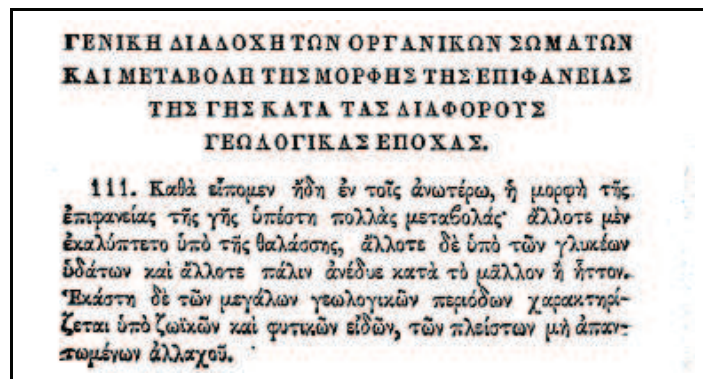 ΓΕΝΙΚΗ ΔΙΑΔΟΧΗ ΤΩΝ ΟΡΓΑΝΙΚΩΝ ΣΩΜΑΤΩΝ
ΚΑΙ ΜΕΤΑΒΟΛΗ ΤΗΣ ΜΟΡΦΗΣ ΤΗΣ ΕΠΙΦΑΝΕΙΑΣ
ΤΗΣ ΓΗΣ ΚΑΤΑ ΤΑΣ ΔΙΑΦΟΡΟΥΣ
ΓΕΩΛΟΓΙΚΑΣ ΕΠΟΧΑΣ.
111. Καθὰ εἴπομεν ἤδη ἐν τοῖς ἀνωτέρω, ἡ μορφὴ τῆς
ἐπιφανείας τῆς γῆς ὑπέστη πολλὰς μεταβολάς· ἄλλοτε μὲν
ἐκαλύπτετο ὑπὸ τῆς θαλάσσης, ἄλλοτε δὲ ὑπὸ τῶν γλυκέων
ὑδάτων καὶ ἄλλοτε πάλιν ἀνέδυε κατὰ τὸ μᾶλλον ἢ ἧττον.
Ἑκάστη δὲ τῶν μεγάλων γεωλογικῶν περιόδων χαρακτηρί-
ζεται ὑπὸ ζωϊκῶν καὶ φυτικῶν εἰδῶν, τῶν πλείστων μὴ ἀπαν-
τωμένων ἀλλαχοῦ.